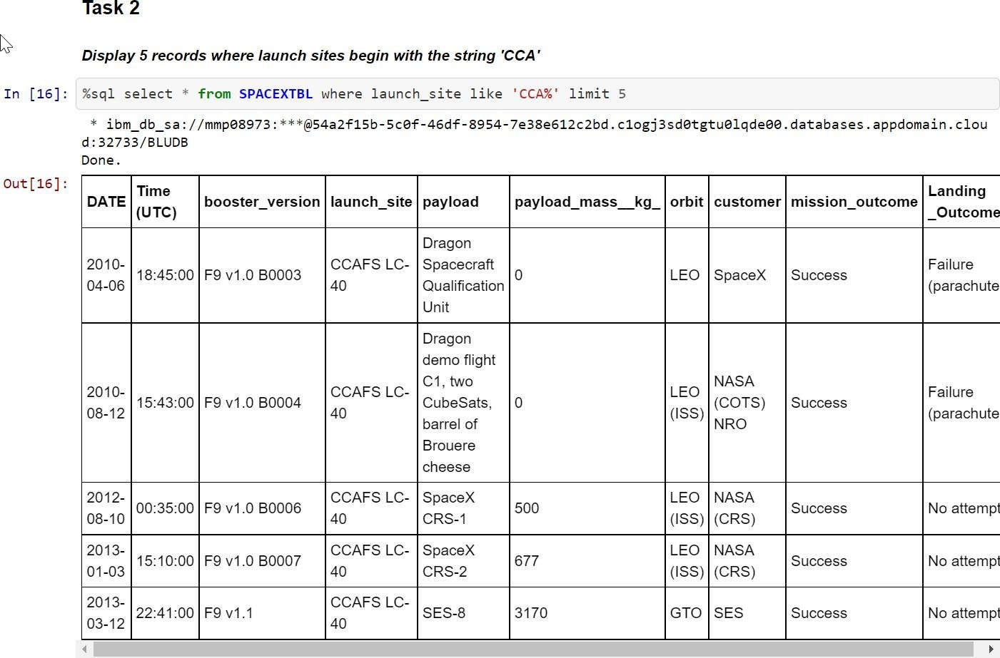 Task 2
Display 5 records where launch sites begin with the string 'CCA'
In [16]: %sql select * from SPACEXTBL where launch_site like 'CCA%' limit 5
* ibm_db_sa://mmp08973:***@54a2f15b-5c0f-46df-8954-7e38e612c2bd.c1ogj3sd0tgtu0lqde00.databases.appdomain.clou
d:32733/BLUDB
Done.
Out[16]:
DATE Time (UTC) booster_version launch_site payload payload_mass__kg_ orbit customer mission_outcome Landing _Outcome
2010-04-06 18:45:00 F9 v1.0 B0003 CCAFS LC-40 Dragon Spacecraft Qualification Unit 0 LEO SpaceX Success Failure (parachute
2010-08-12 15:43:00 F9 v1.0 B0004 CCAFS LC-40 Dragon demo flight C1, two CubeSats, barrel of Brouere cheese 0 LEO (ISS) NASA (COTS) NRO Success Failure (parachute
2012-08-10 00:35:00 F9 v1.0 B0006 CCAFS LC-40 SpaceX CRS-1 500 LEO (ISS) NASA (CRS) Success No attempt
2013-01-03 15:10:00 F9 v1.0 B0007 CCAFS LC-40 SpaceX CRS-2 677 LEO (ISS) NASA (CRS) Success No attempt
2013-03-12 22:41:00 F9 v1.1 CCAFS LC-40 SES-8 3170 GTO SES Success No attempt